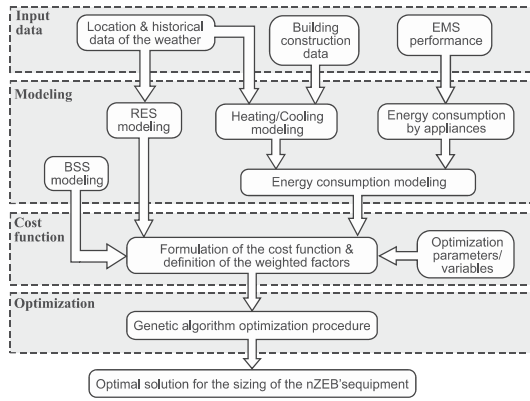 Input
data
Location & historical
data of the weather
Building
construction
data
EMS
performance
Modeling
RES
modeling
Heating/Cooling
modeling
Energy consumption
by appliances
BSS
modeling
Energy consumption modeling
Cost
function
Formulation of the cost function &
definition of the weighted factors
Optimization
parameters/
variables
Optimization
Genetic algorithm optimization procedure
Optimal solution for the sizing of the nZEB'sequipment